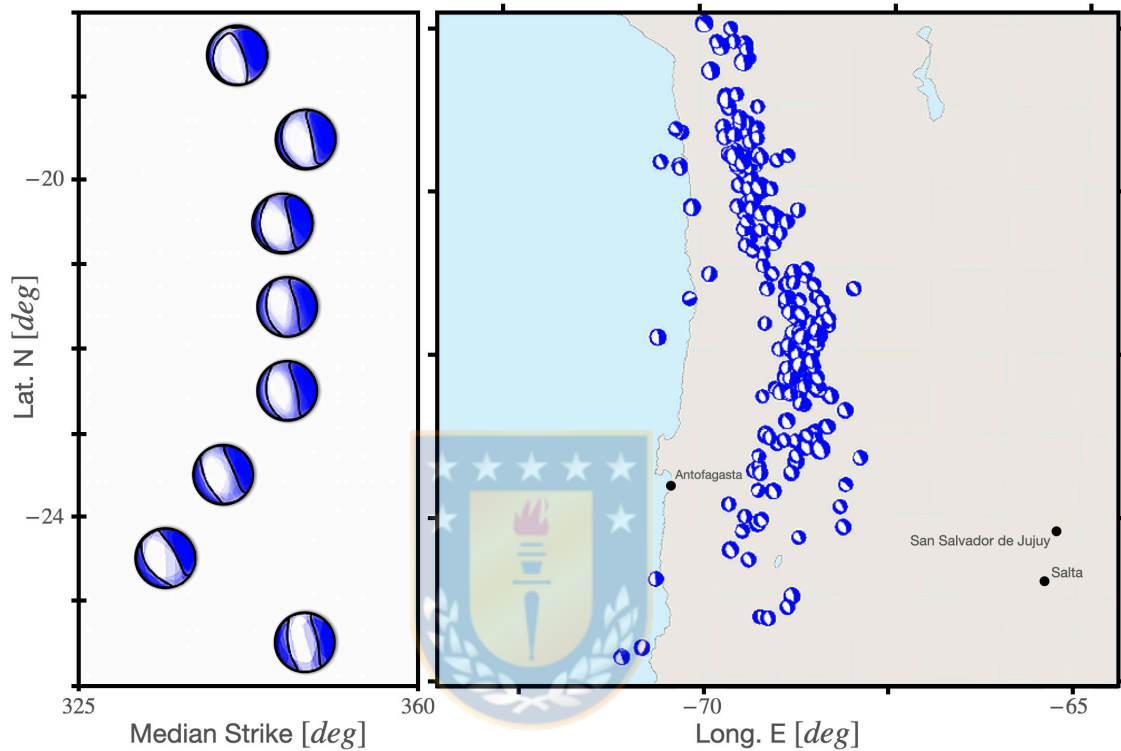 −20
−24
Lat. N [deg]
325
360
Median Strike [deg]
Antofagasta
San Salvador de Jujuy
Salta
−70
−65
Long. E [deg]